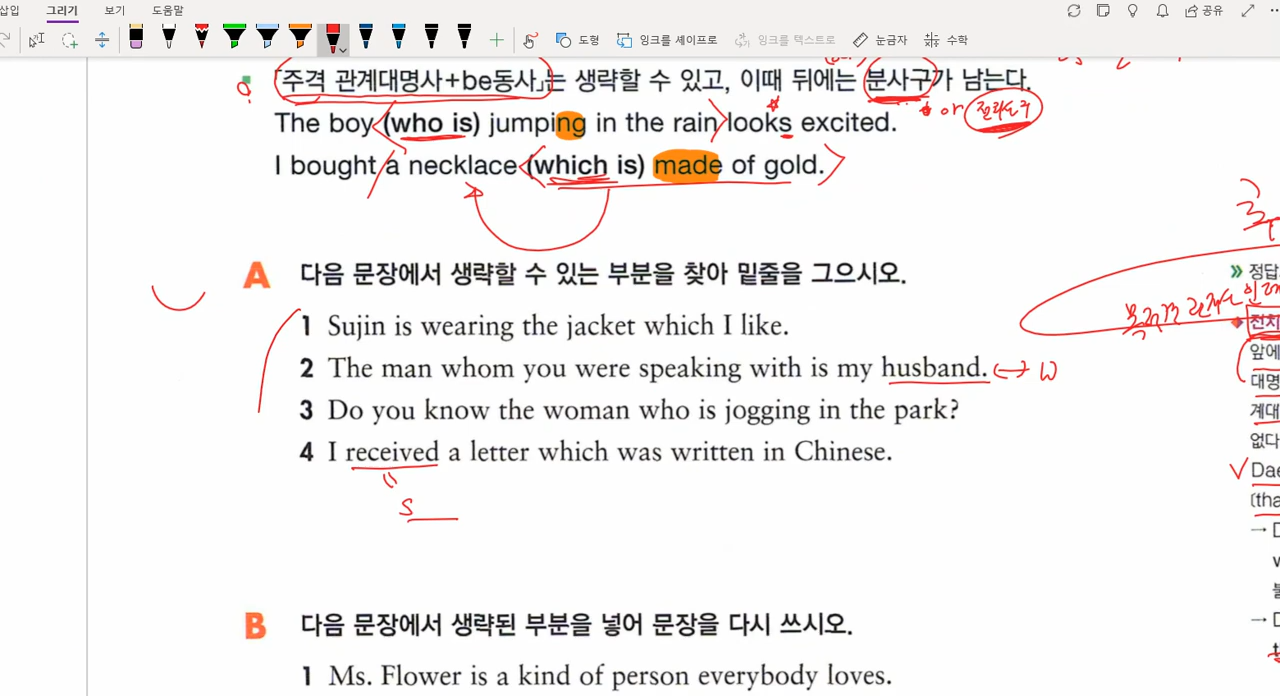 삽입 그리기 보기 도움말
도형 잉크를 셰이프로 잉크를 텍스트로 눈금자 수학 공유
「주격 관계대명사+be동사」는 생략할 수 있고, 이때 뒤에는 분사구가 남는다.
or 전치사구
The boy (who is) jumping in the rain looks excited.
I bought a necklace (which is) made of gold.
A 다음 문장에서 생략할 수 있는 부분을 찾아 밑줄을 그으시오.
1 Sujin is wearing the jacket which I like.
2 The man whom you were speaking with is my husband. ↔ w
3 Do you know the woman who is jogging in the park?
4 I received a letter which was written in Chinese.
s
B 다음 문장에서 생략된 부분을 넣어 문장을 다시 쓰시오.
1 Ms. Flower is a kind of person everybody loves.
» 정답
전치
앞에
대명
계대
없다
Dae
(tha
→